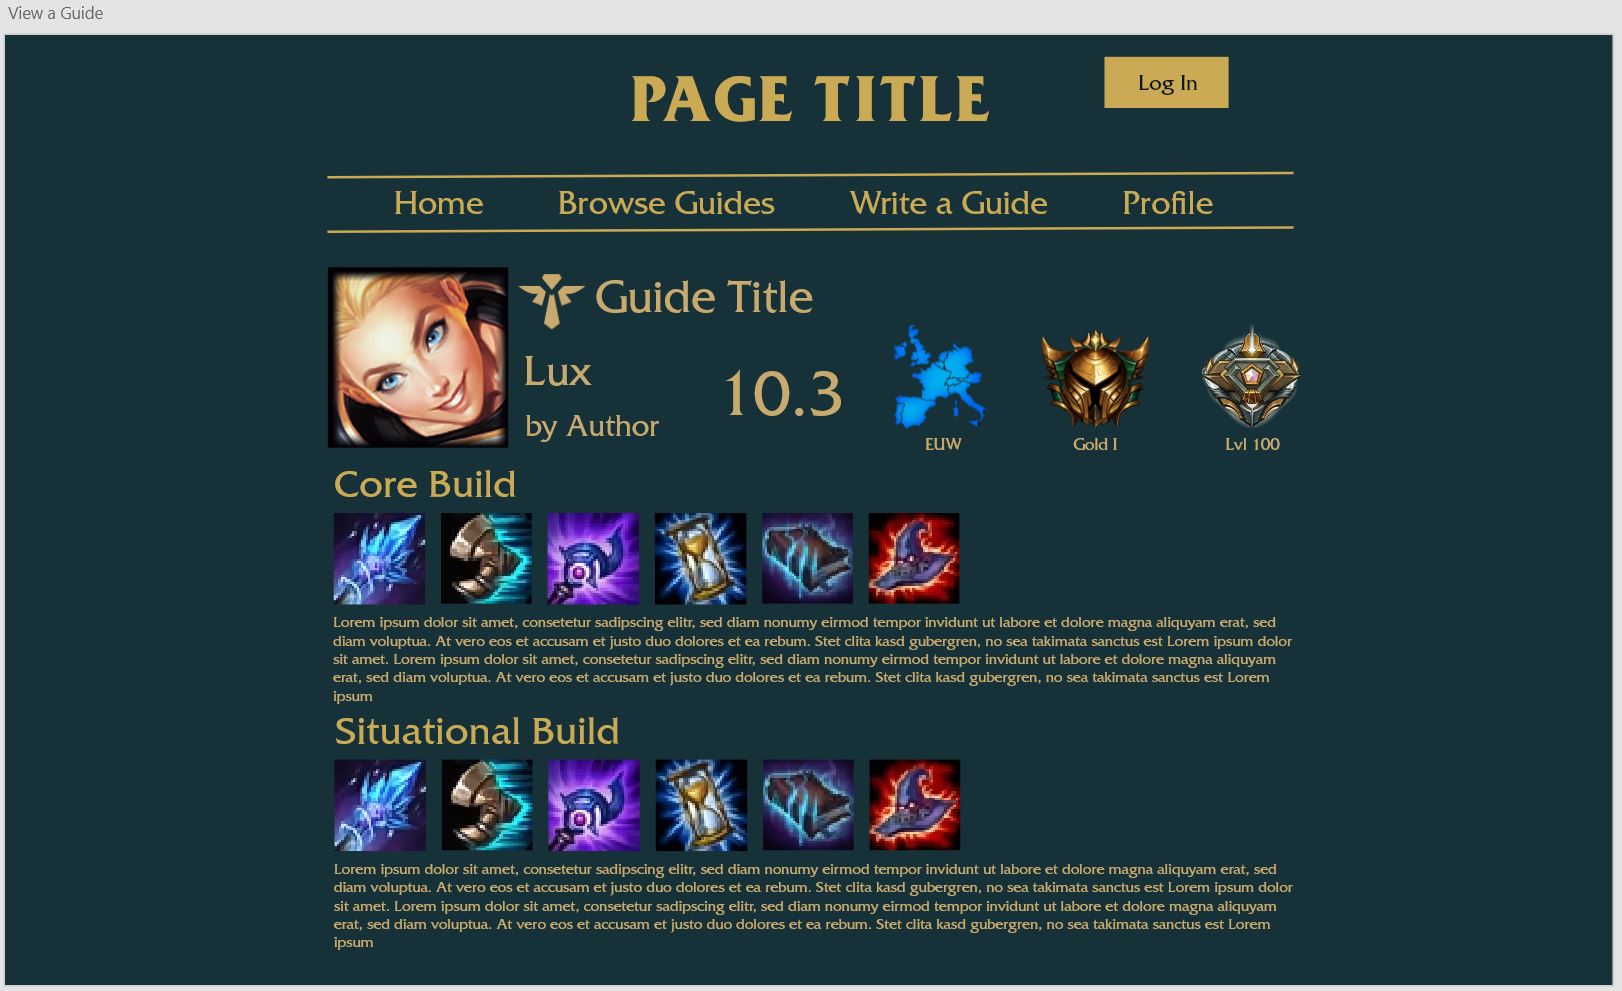 View a Guide
PAGE TITLE
Log In
Home Browse Guides Write a Guide Profile
Guide Title
Lux
by Author
10.3
EUW
Gold I
Lvl 100
Core Build
Lorem ipsum dolor sit amet, consetetur sadipscing elitr, sed diam nonumy eirmod tempor invidunt ut labore et dolore magna aliquyam erat, sed
diam voluptua. At vero eos et accusam et justo duo dolores et ea rebum. Stet clita kasd gubergren, no sea takimata sanctus est Lorem ipsum dolor
sit amet. Lorem ipsum dolor sit amet, consetetur sadipscing elitr, sed diam nonumy eirmod tempor invidunt ut labore et dolore magna aliquyam
erat, sed diam voluptua. At vero eos et accusam et justo duo dolores et ea rebum. Stet clita kasd gubergren, no sea takimata sanctus est Lorem
ipsum
Situational Build
Lorem ipsum dolor sit amet, consetetur sadipscing elitr, sed diam nonumy eirmod tempor invidunt ut labore et dolore magna aliquyam erat, sed
diam voluptua. At vero eos et accusam et justo duo dolores et ea rebum. Stet clita kasd gubergren, no sea takimata sanctus est Lorem ipsum dolor
sit amet. Lorem ipsum dolor sit amet, consetetur sadipscing elitr, sed diam nonumy eirmod tempor invidunt ut labore et dolore magna aliquyam
erat, sed diam voluptua. At vero eos et accusam et justo duo dolores et ea rebum. Stet clita kasd gubergren, no sea takimata sanctus est Lorem
ipsum